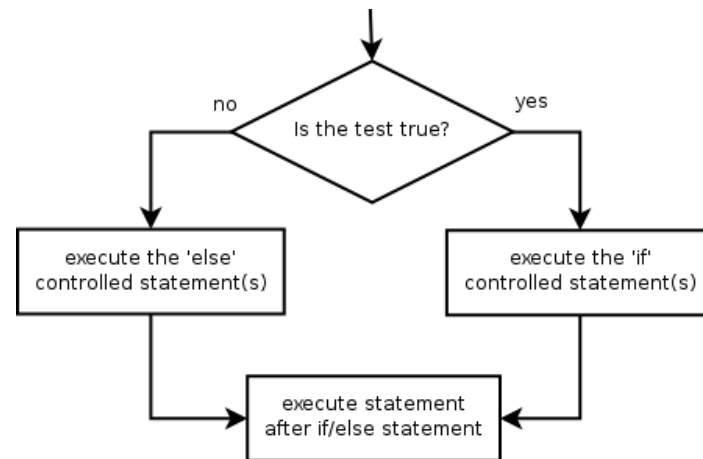 no
yes
Is the test true?
execute the 'else'
controlled statement(s)
execute the 'if'
controlled statement(s)
execute statement
after if/else statement